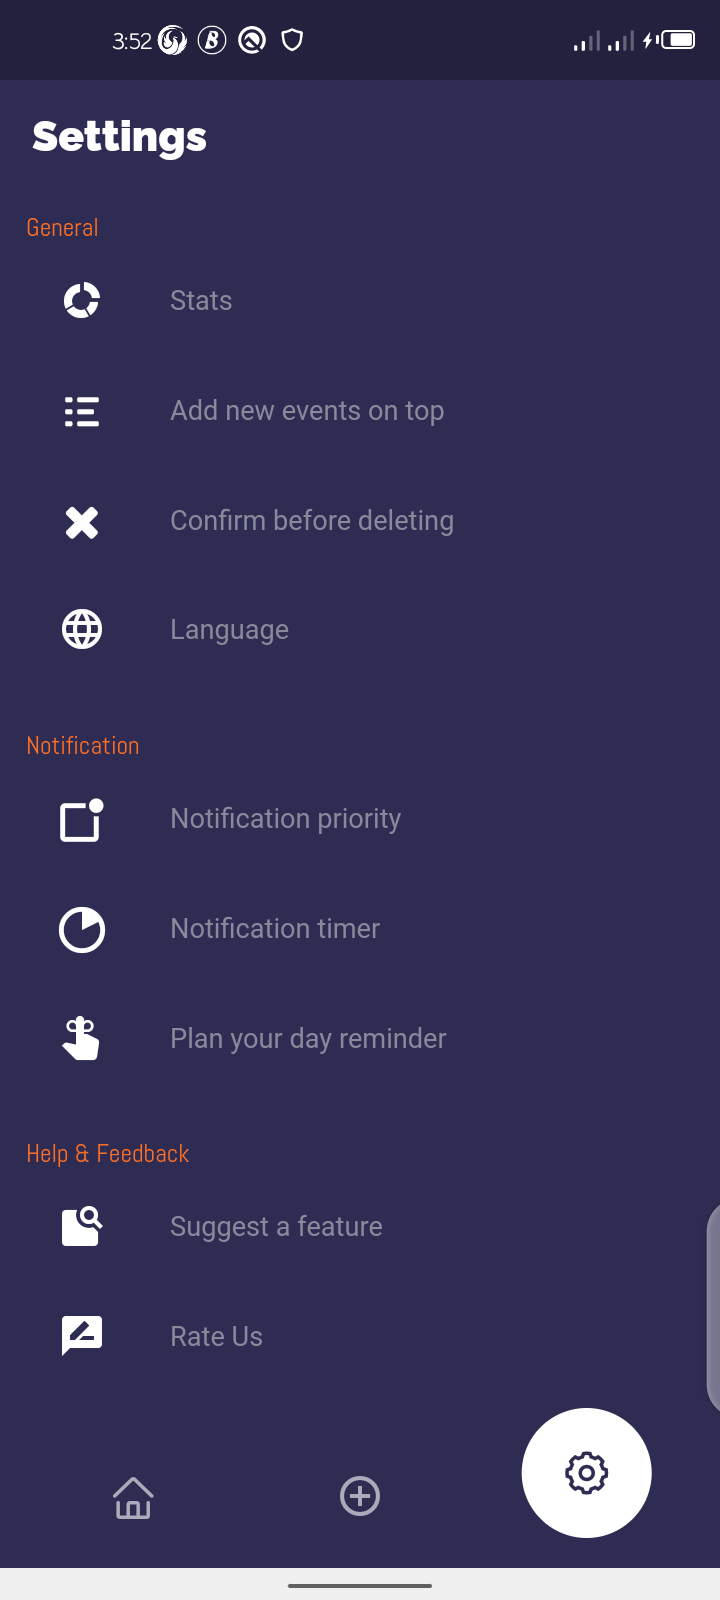 3:52
Settings
General
Stats
Add new events on top
Confirm before deleting
Language
Notification
Notification priority
Notification timer
Plan your day reminder
Help & Feedback
Suggest a feature
Rate Us